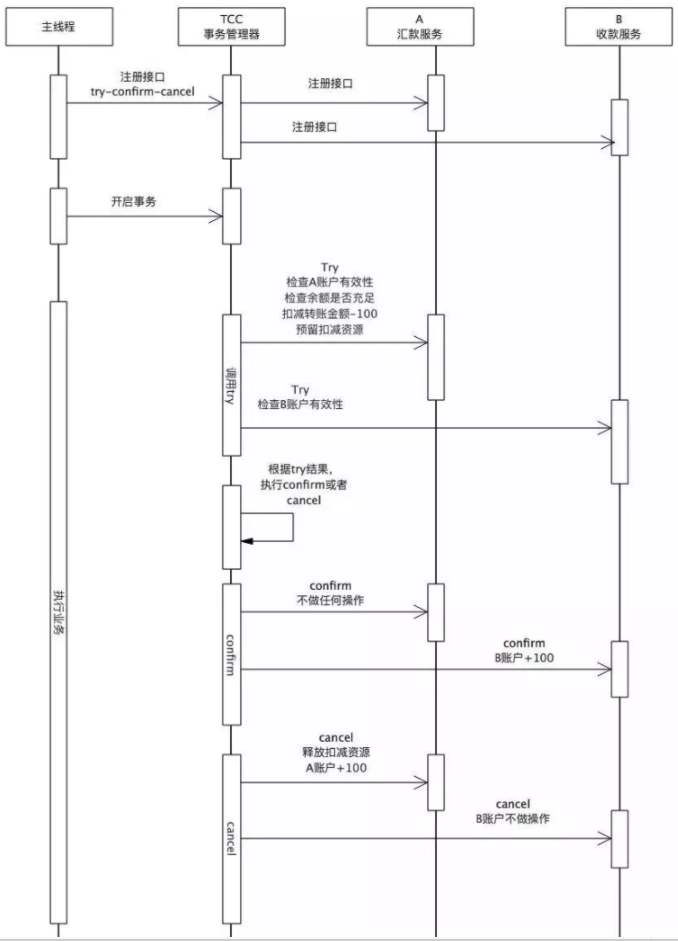 主线程
TCC
事务管理器
A
汇款服务
B
收款服务
注册接口
try-confirm-cancel
注册接口
注册接口
开启事务
Try
检查A账户有效性
检查余额是否充足
扣减转账金额-100
预留扣减资源
调用try
Try
检查B账户有效性
根据try结果，
执行confirm或者
cancel
执行业务
confirm
不做任何操作
confirm
confirm
B账户+100
cancel
释放扣减资源
A账户+100
cancel
cancel
B账户不做操作